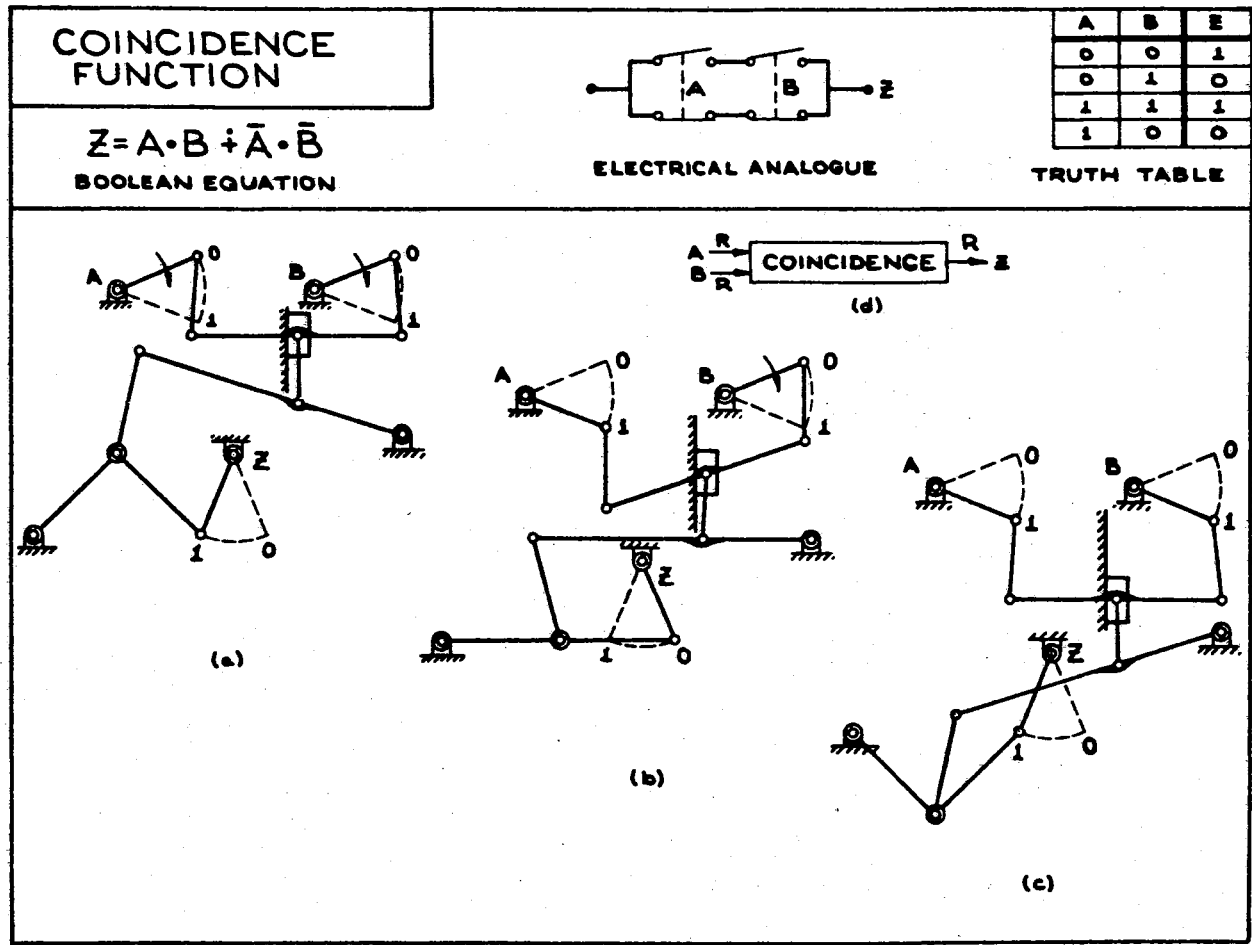 COINCIDENCE
FUNCTION
Z = A•B ∔ Ā•B̄
BOOLEAN EQUATION
A B Z
ELECTRICAL ANALOGUE
A B Z
0 0 1
0 1 0
1 1 1
1 0 0
TRUTH TABLE
A 0 1
B 0 1
Z
1 0
(a)
A R
B R
COINCIDENCE
R Z
(d)
A 0 1
B 0 1
Z
1 0
(b)
A 0 1
B 0 1
Z
1 0
(c)